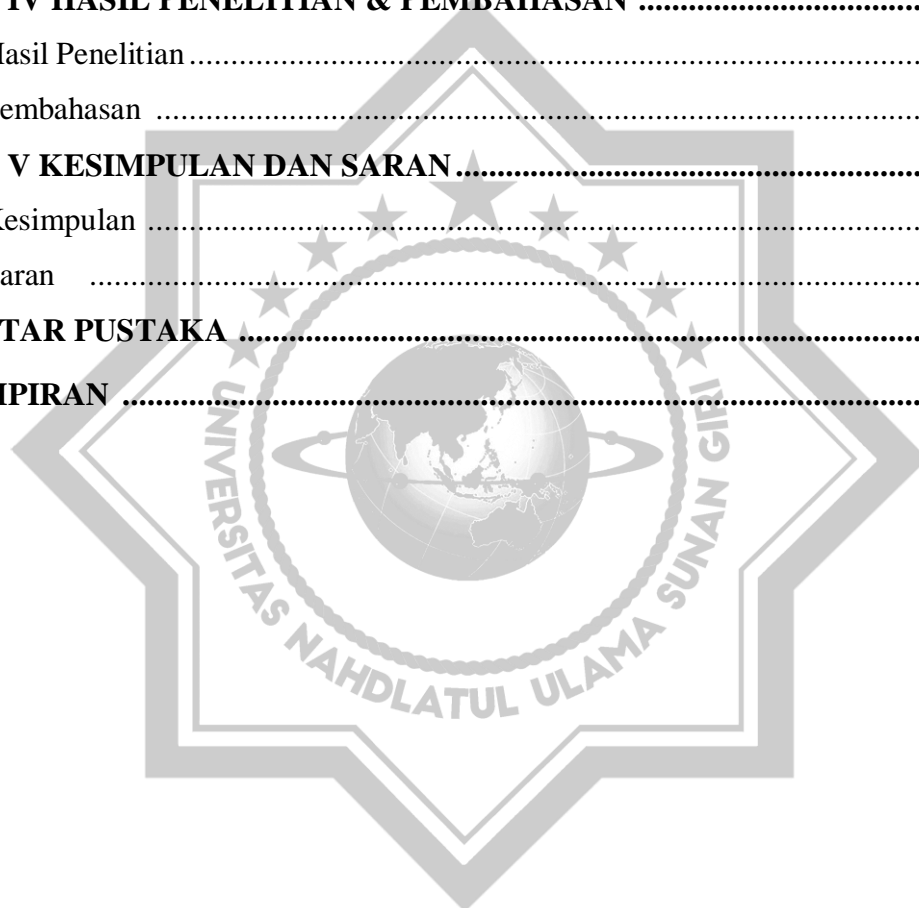 IV HASIL PENELITIAN & PEMBAHASAN ..........................................
Hasil Penelitian ..........................................................................................
embahasan ..............................................................................................
V KESIMPULAN DAN SARAN ................................................................
Kesimpulan ..............................................................................................
aran ......................................................................................................
TAR PUSTAKA ........................................................................................
MPIRAN ..................................................................................................
UNIVERSITAS NAHDLATUL ULAMA SUNAN GIRI